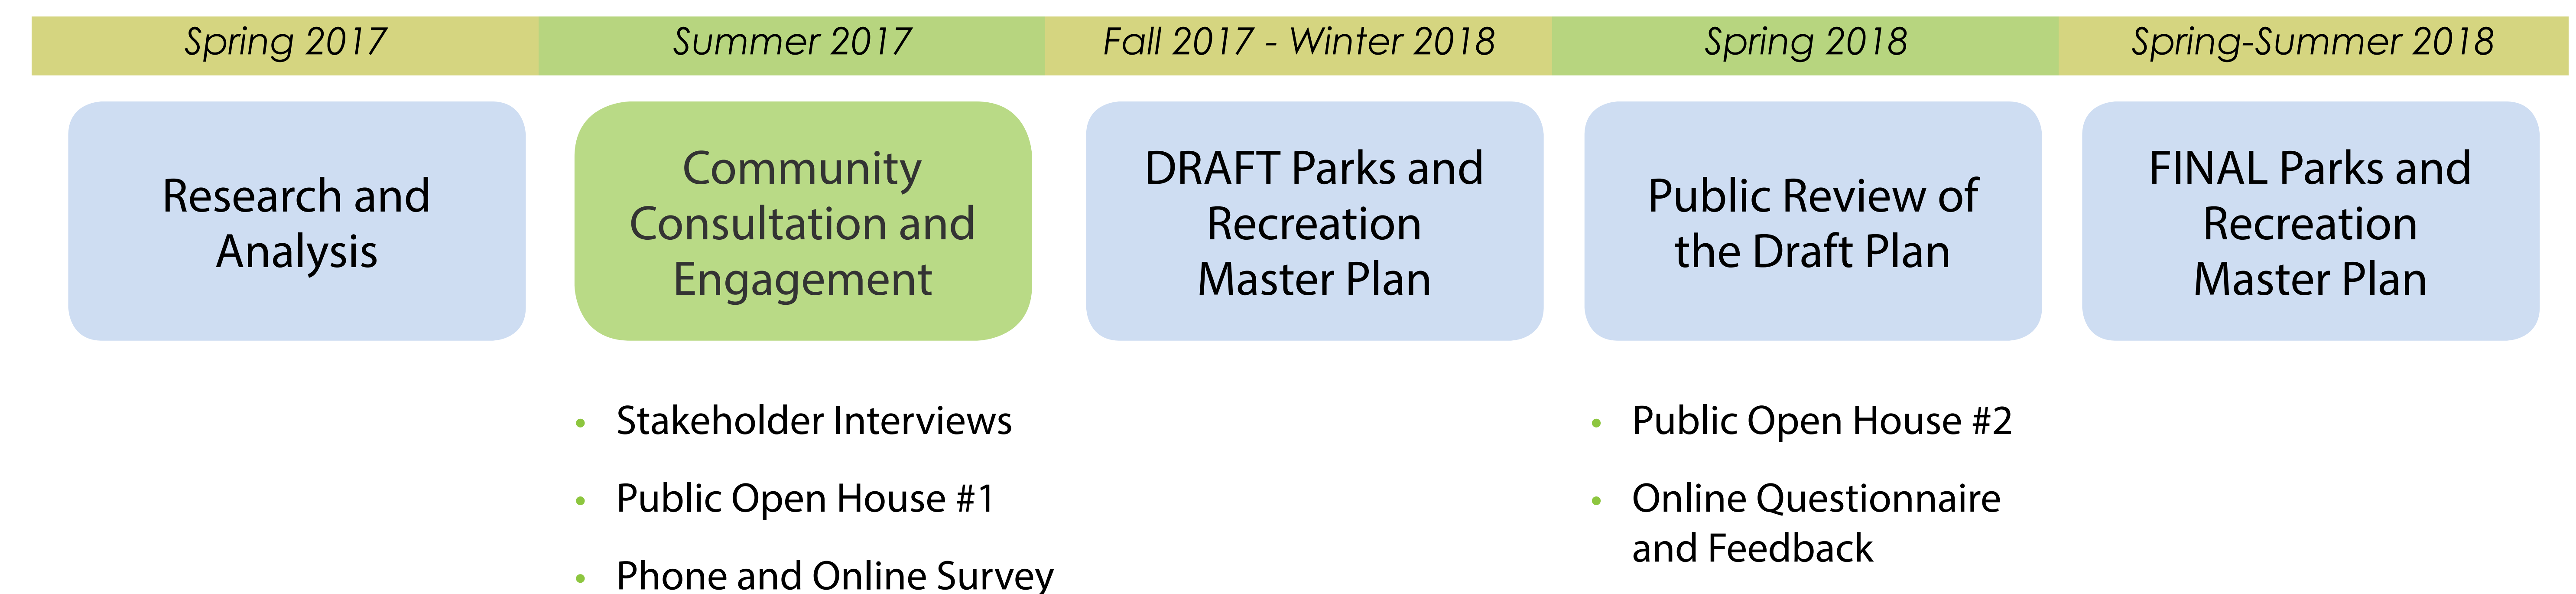 Spring 2017
Summer 2017
Fall 2017 - Winter 2018
Spring 2018
Spring-Summer 2018
Research and
Analysis
Community
Consultation and
Engagement
DRAFT Parks and
Recreation
Master Plan
Public Review of
the Draft Plan
FINAL Parks and
Recreation
Master Plan
• Stakeholder Interviews
• Public Open House #1
• Phone and Online Survey
• Public Open House #2
• Online Questionnaire
and Feedback